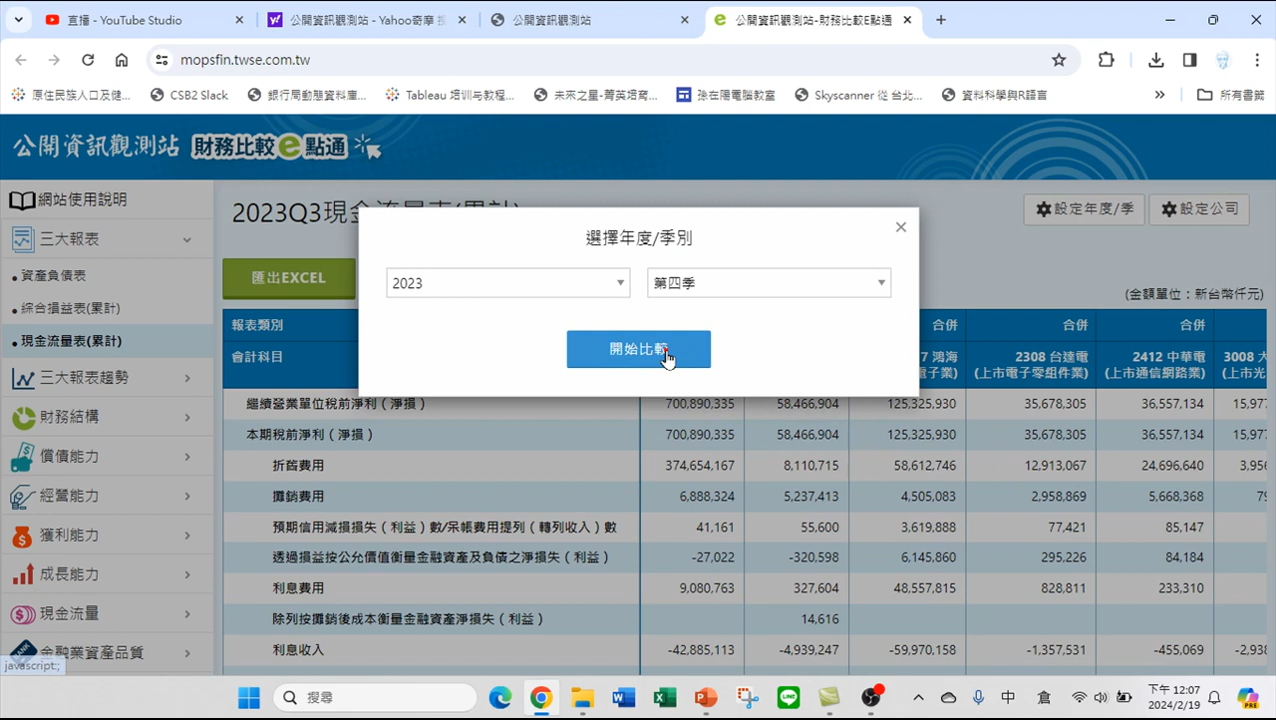 直播 - YouTube Studio
公開資訊觀測站 - Yahoo奇摩
公開資訊觀測站
公開資訊觀測站-財務比較E點通
mopsfin.twse.com.tw
原住民族人口及健...
CSB2 Slack
銀行局動態資料庫...
Tableau 培训与教程...
未來之星-菁英培育...
孫在陽電腦教室
Skyscanner 從 台北...
資料科學與R語言
所有書籤
公開資訊觀測站 財務比較e點通
網站使用說明
三大報表
資產負債表
綜合損益表(累計)
現金流量表(累計)
三大報表趨勢
財務結構
償債能力
經營能力
獲利能力
成長能力
現金流量
金融業資產品質
javascript:;
2023Q3現金流量表(累計)
設定年度/季
設定公司
匯出EXCEL
(金額單位：新台幣仟元)
選擇年度/季別
2023
第四季
開始比較
報表類別 合併 合併 合併
會計科目 7 鴻海 2308 台達電 2412 中華電 3008 大
子業) (上市電子零組件業) (上市通信網路業) (上市光
繼續營業單位稅前淨利（淨損） 700,890,335 58,466,904 125,325,930 35,678,305 36,557,134 15,977
本期稅前淨利（淨損） 700,890,335 58,466,904 125,325,930 35,678,305 36,557,134 15,977
折舊費用 374,654,167 8,110,715 58,612,746 12,913,067 24,696,640 3,956
攤銷費用 6,888,324 5,237,413 4,505,083 2,958,869 5,668,368 79
預期信用減損損失（利益）數/呆帳費用提列（轉列收入）數 41,161 55,600 3,619,888 77,421 85,147
透過損益按公允價值衡量金融資產及負債之淨損失（利益） -27,022 -320,598 6,145,860 295,226 84,184
利息費用 9,080,763 327,604 48,557,815 828,811 233,310
除列按攤銷後成本衡量金融資產淨損失（利益） 14,616
利息收入 -42,885,113 -4,939,247 -59,970,158 -1,357,531 -455,069 -2,938
搜尋
中
下午 12:07
2024/2/19
PRE